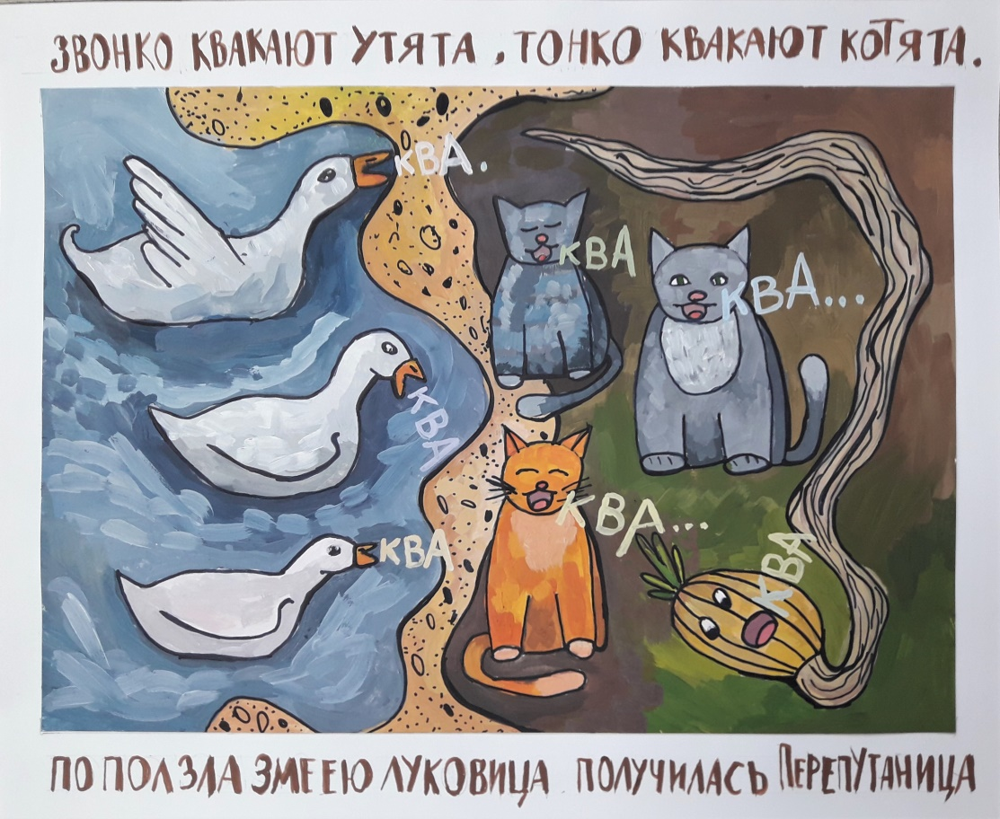 ЗВОНКО КВАКАЮТ УТЯТА, ТОНКО КВАКАЮТ КОТЯТА.
КВА.
КВА
КВА...
КВА
КВА...
КВА
КВА
ПОПОЛЗЛА ЗМЕЕЮ ЛУКОВИЦА ПОЛУЧИЛАСЬ ПЕРЕПУТАНИЦА